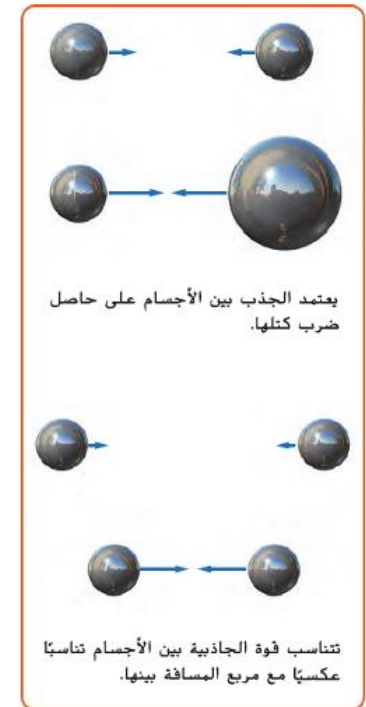 يعتمد الجذب بين الأجسام على حاصل
ضرب كتلها.
تتناسب قوة الجاذبية بين الأجسام تناسبًا
عكسيًا مع مربع المسافة بينها.